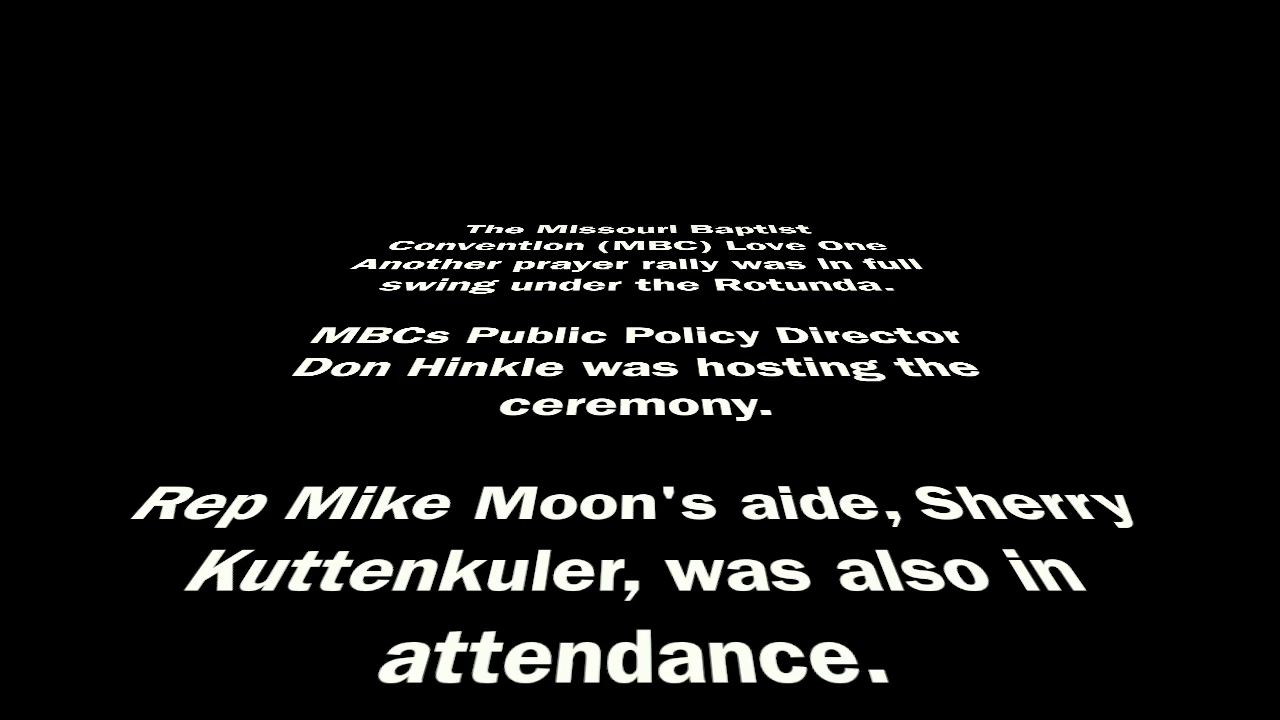 The Missouri Baptist
Convention (MBC) Love One
Another prayer rally was in full
swing under the Rotunda.
MBCs Public Policy Director
Don Hinkle was hosting the
ceremony.
Rep Mike Moon's aide, Sherry
Kuttenkuler, was also in
attendance.